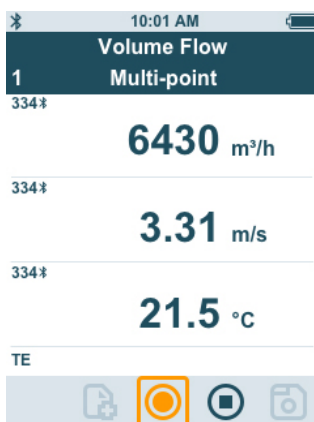 10:01 AM
Volume Flow
1 Multi-point
334
6430 m³/h
334
3.31 m/s
334
21.5 °C
TE